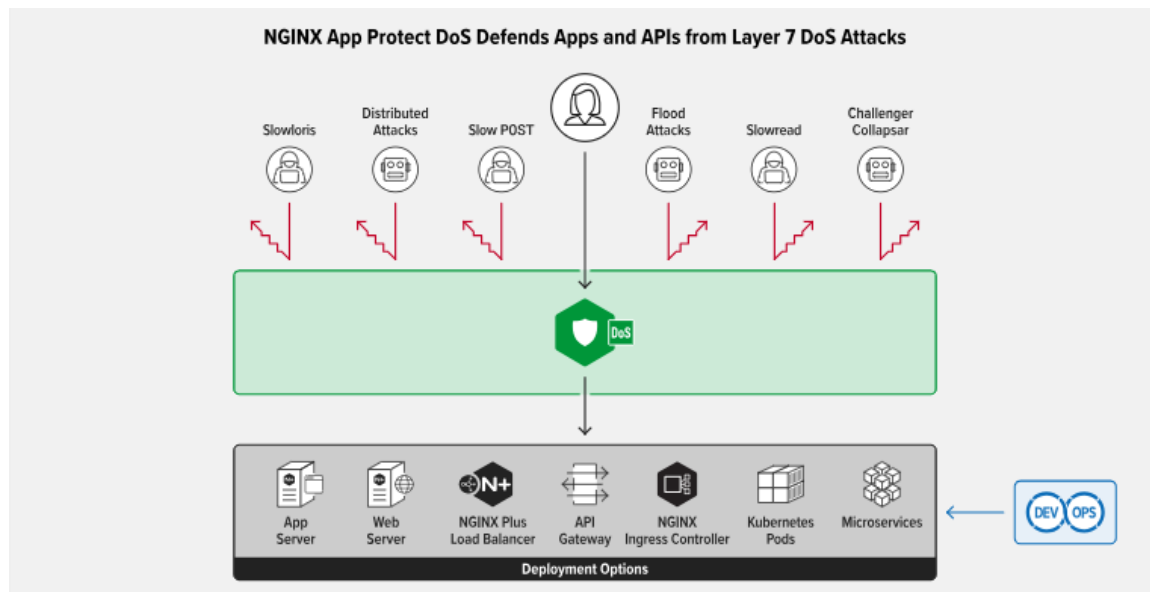 NGINX App Protect DoS Defends Apps and APIs from Layer 7 DoS Attacks
Slowloris
Distributed
Attacks
Slow POST
Flood
Attacks
Slowread
Challenger
Collapsar
DoS
N+
App
Server
Web
Server
NGINX Plus
Load Balancer
API
Gateway
NGINX
Ingress Controller
Kubernetes
Pods
Microservices
DEV OPS
Deployment Options